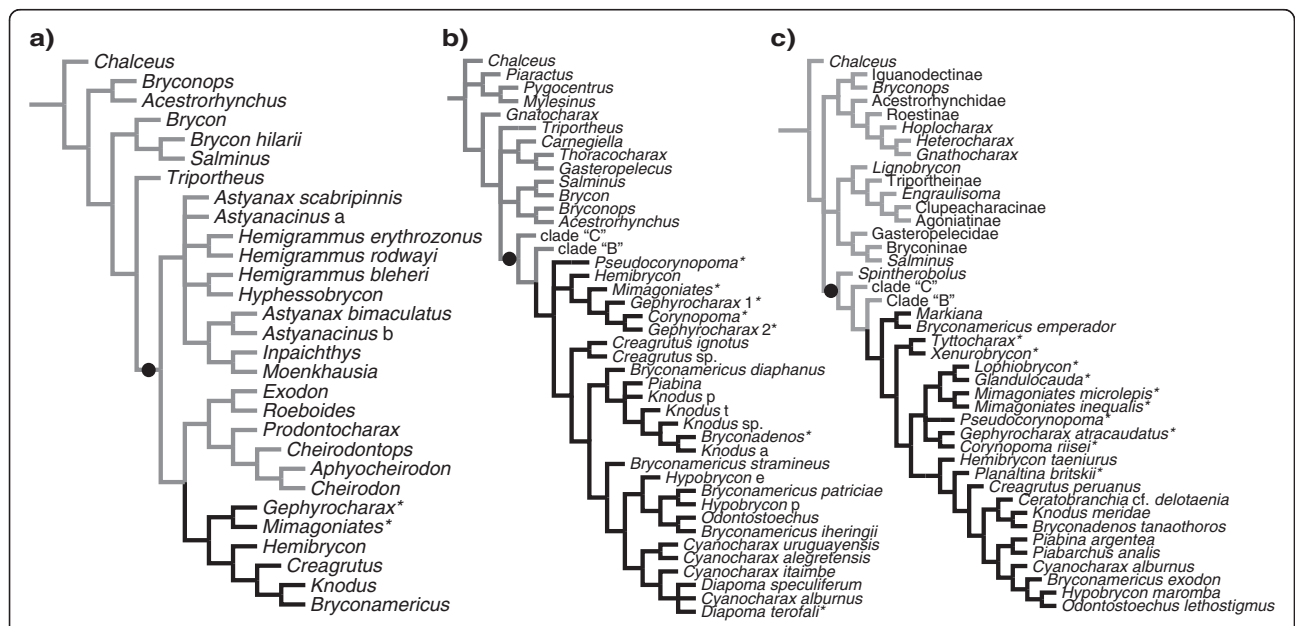 a)
Chalceus
Bryconops
Acestrorhynchus
Brycon
Brycon hilarii
Salminus
Triportheus
Astyanax scabripinnis
Astyanacinus a
Hemigrammus erythrozonus
Hemigrammus rodwayi
Hemigrammus bleheri
Hyphessobrycon
Astyanax bimaculatus
Astyanacinus b
Inpaichthys
Moenkhausia
Exodon
Roeboides
Prodontocharax
Cheirodontops
Aphyocheirodon
Cheirodon
Gephyrocharax*
Mimagoniates*
Hemibrycon
Creagrutus
Knodus
Bryconamericus
b)
Chalceus
Piaractus
Pygocentrus
Mylesinus
Gnatocharax
Triportheus
Carnegiella
Thoracocharax
Gasteropelecus
Salminus
Brycon
Bryconops
Acestrorhynchus
clade "C"
clade "B"
Pseudocorynopoma*
Hemibrycon
Mimagoniates*
Gephyrocharax 1*
Corynopoma*
Gephyrocharax 2*
Creagrutus ignotus
Creagrutus sp.
Bryconamericus diaphanus
Piabina
Knodus p
Knodus t
Knodus sp.
Bryconadenos*
Knodus a
Bryconamericus stramineus
Hypobrycon e
Bryconamericus patriciae
Hypobrycon p
Odontostoechus
Bryconamericus iheringii
Cyanocharax uruguayensis
Cyanocharax alegretensis
Cyanocharax itaimbe
Diapoma speculiferum
Cyanocharax alburnus
Diapoma terofali*
c)
Chalceus
Iguanodectinae
Bryconops
Acestrorhynchidae
Roestinae
Hoplocharax
Heterocharax
Gnathocharax
Lignobrycon
Triportheinae
Engraulisoma
Clupeacharacinae
Agoniatinae
Gasteropelecidae
Bryconinae
Salminus
Spintherobolus
clade "C"
Clade "B"
Markiana
Bryconamericus emperador
Tyttocharax*
Xenurobrycon*
Lophiobrycon*
Glandulocauda*
Mimagoniates microlepis*
Mimagoniates inequalis*
Pseudocorynopoma*
Gephyrocharax atracaudatus*
Corynopoma riisei*
Hemibrycon taeniurus
Planaltina britskii*
Creagrutus peruanus
Ceratobranchia cf. delotaenia
Knodus meridae
Bryconadenos tanaothoros
Piabina argentea
Piabarchus analis
Cyanocharax alburnus
Bryconamericus exodon
Hypobrycon maromba
Odontostoechus lethostigmus